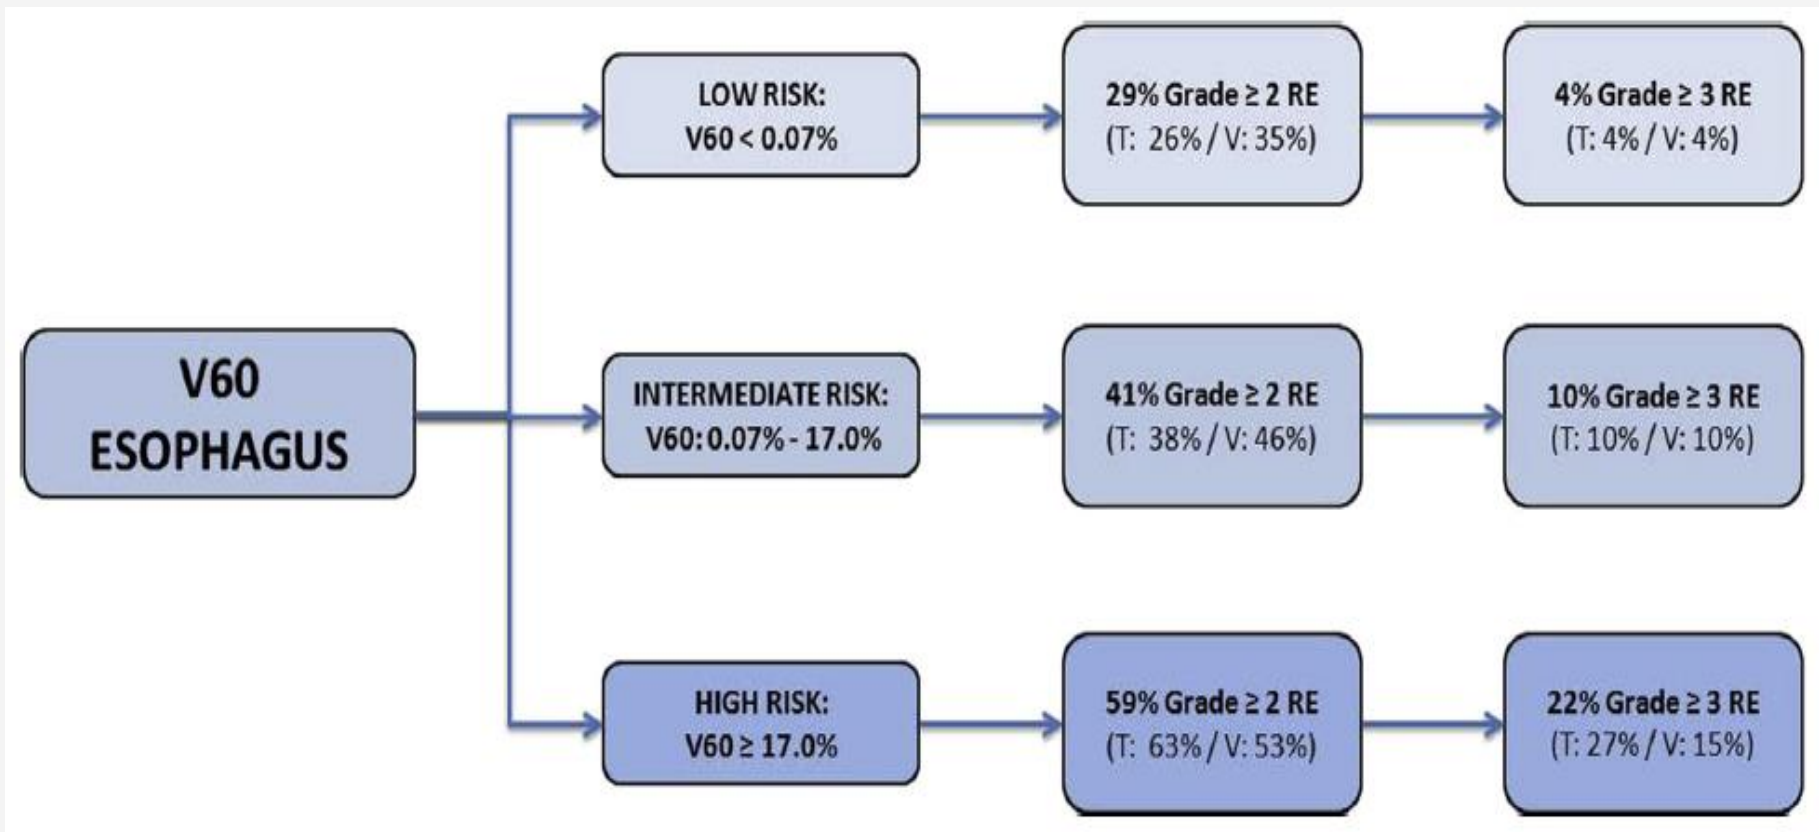 V60
ESOPHAGUS
LOW RISK:
V60 < 0.07%
29% Grade ≥ 2 RE
(T: 26% / V: 35%)
4% Grade ≥ 3 RE
(T: 4% / V: 4%)
INTERMEDIATE RISK:
V60: 0.07% - 17.0%
41% Grade ≥ 2 RE
(T: 38% / V: 46%)
10% Grade ≥ 3 RE
(T: 10% / V: 10%)
HIGH RISK:
V60 ≥ 17.0%
59% Grade ≥ 2 RE
(T: 63% / V: 53%)
22% Grade ≥ 3 RE
(T: 27% / V: 15%)